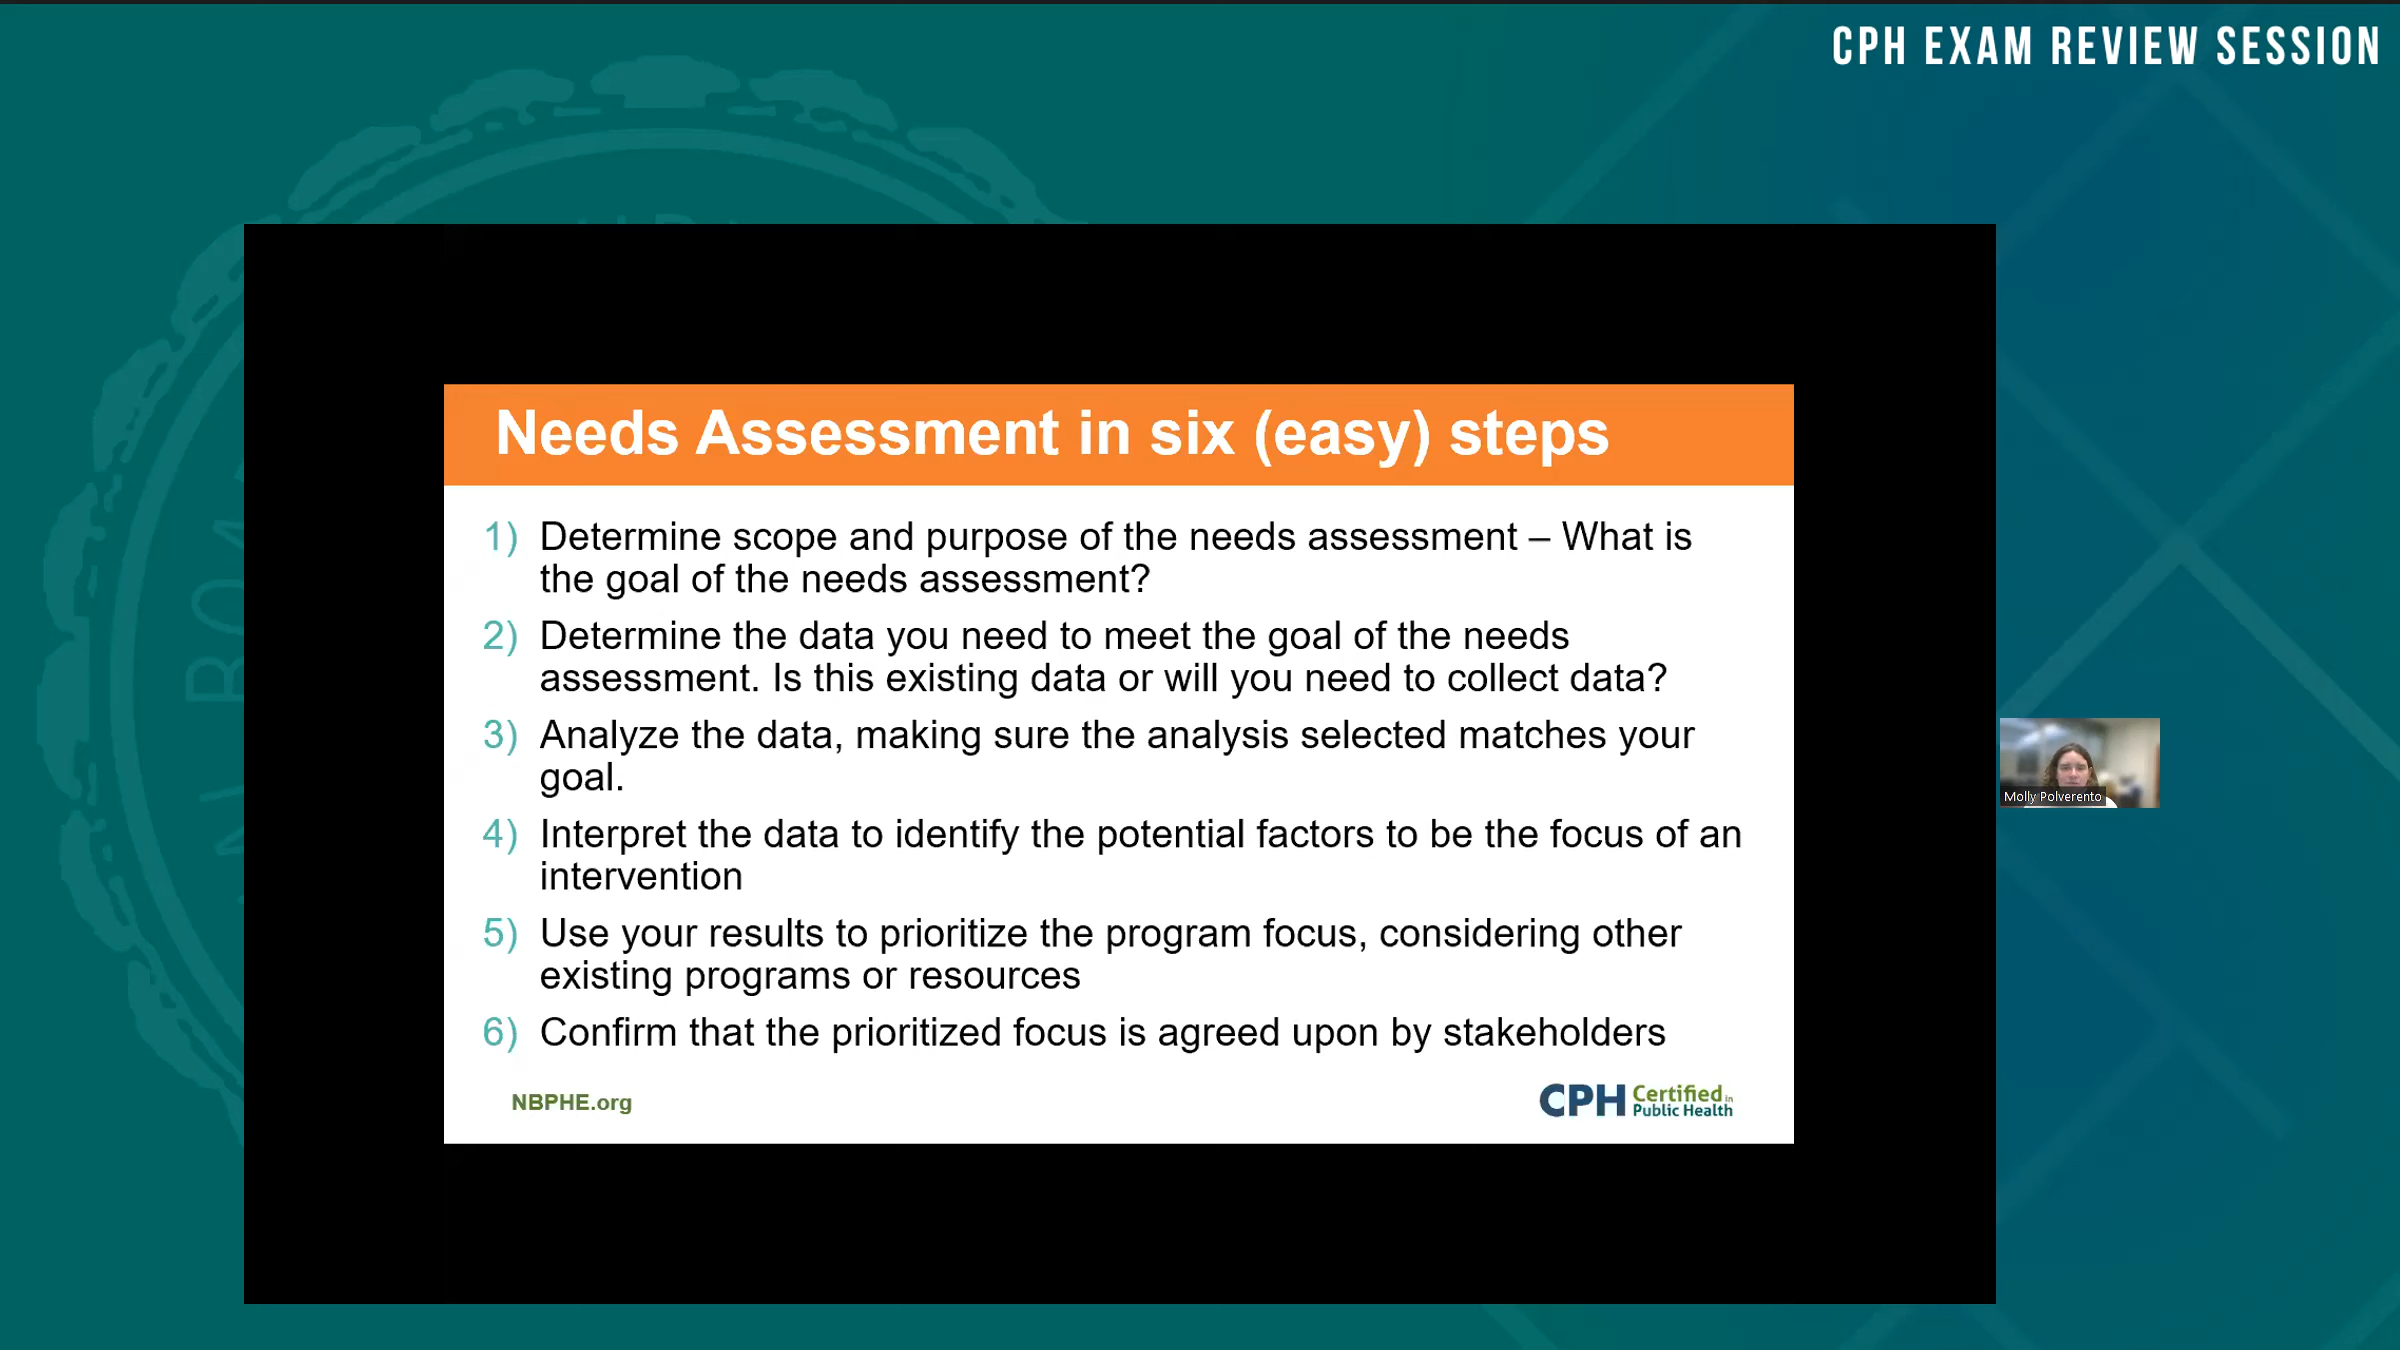 CPH EXAM REVIEW SESSION
Needs Assessment in six (easy) steps
1) Determine scope and purpose of the needs assessment – What is
the goal of the needs assessment?
2) Determine the data you need to meet the goal of the needs
assessment. Is this existing data or will you need to collect data?
3) Analyze the data, making sure the analysis selected matches your
goal.
4) Interpret the data to identify the potential factors to be the focus of an
intervention
5) Use your results to prioritize the program focus, considering other
existing programs or resources
6) Confirm that the prioritized focus is agreed upon by stakeholders
NBPHE.org
CPH Certified in
Public Health
Molly Polverento